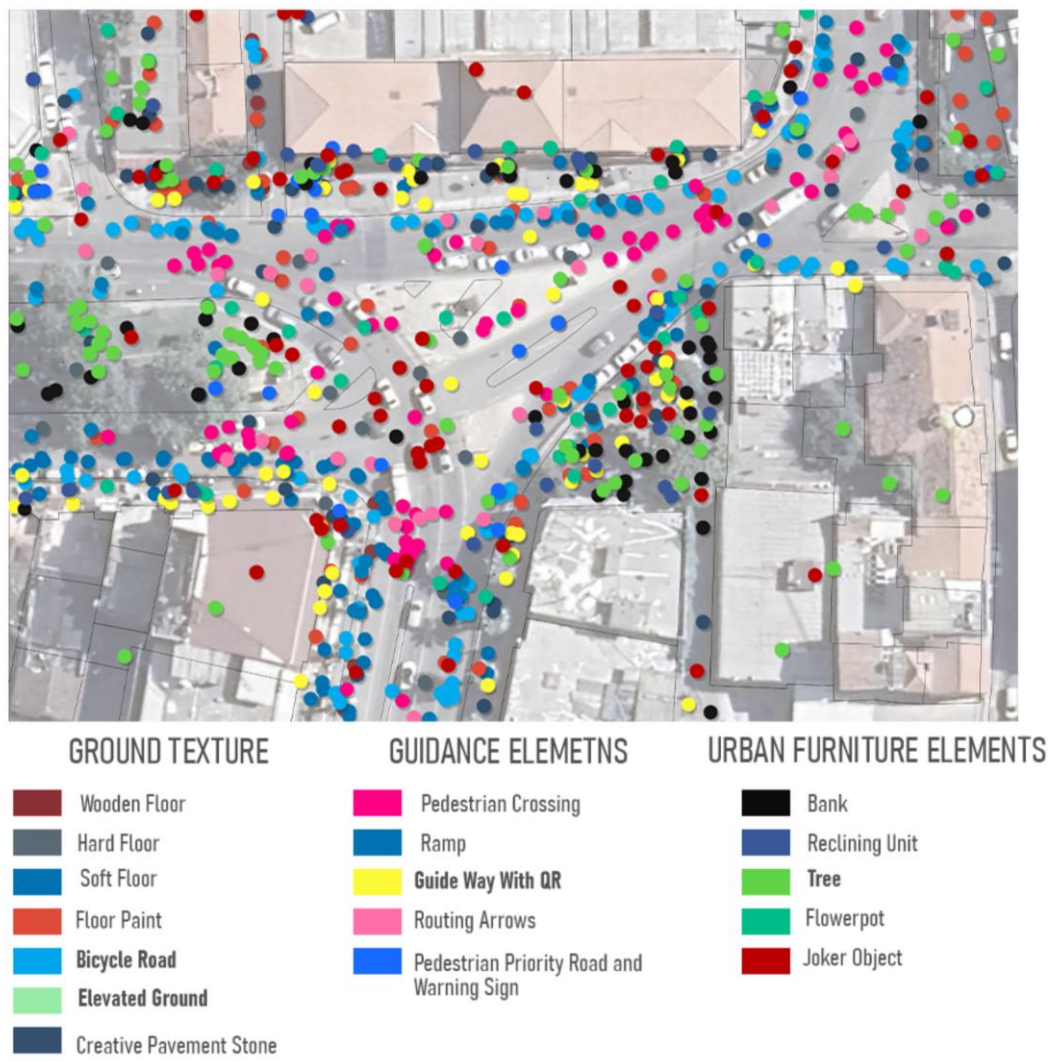 GROUND TEXTURE
Wooden Floor
Hard Floor
Soft Floor
Floor Paint
Bicycle Road
Elevated Ground
Creative Pavement Stone
GUIDANCE ELEMETNS
Pedestrian Crossing
Ramp
Guide Way With QR
Routing Arrows
Pedestrian Priority Road and
Warning Sign
URBAN FURNITURE ELEMENTS
Bank
Reclining Unit
Tree
Flowerpot
Joker Object